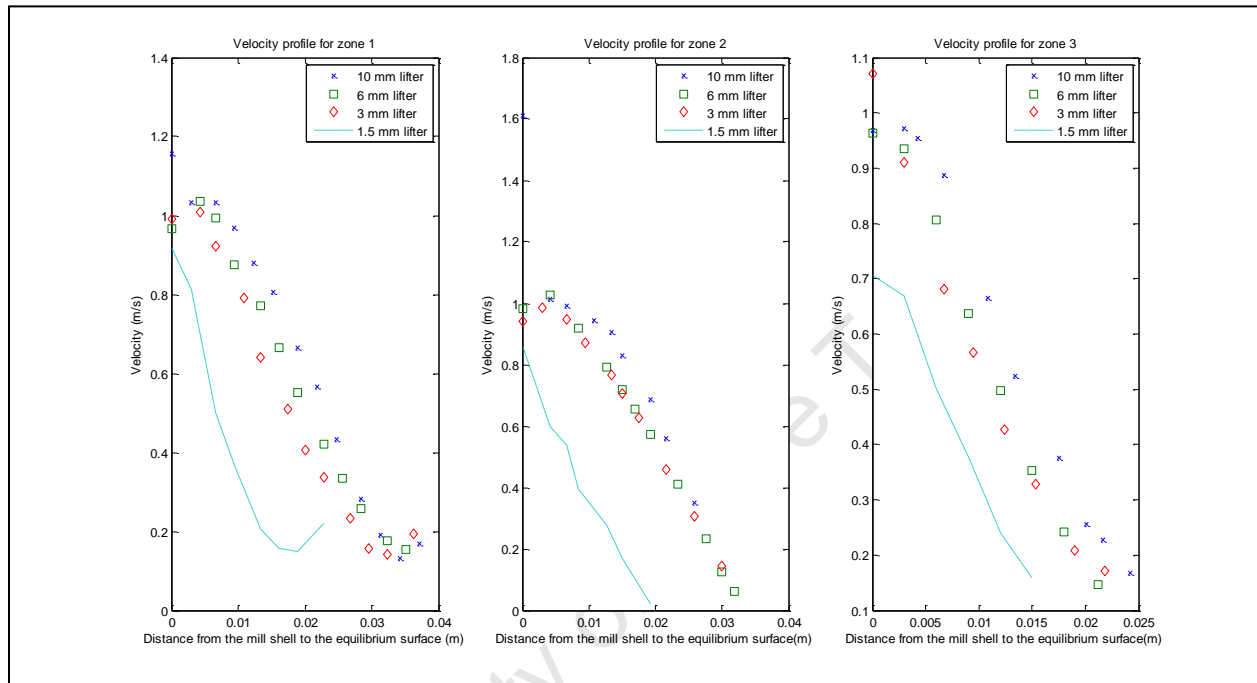 Velocity profile for zone 1
1.4
1.2
1
0.8
0.6
0.4
0.2
0
Velocity (m/s)
0
0.01
0.02
0.03
0.04
Distance from the mill shell to the equilibrium surface (m)
10 mm lifter
6 mm lifter
3 mm lifter
1.5 mm lifter
Velocity profile for zone 2
1.8
1.6
1.4
1.2
1
0.8
0.6
0.4
0.2
0
Velocity (m/s)
0
0.01
0.02
0.03
0.04
Distance from the mill shell to the equilibrium surface(m)
10 mm lifter
6 mm lifter
3 mm lifter
1.5 mm lifter
Velocity profile for zone 3
1.1
1
0.9
0.8
0.7
0.6
0.5
0.4
0.3
0.2
0.1
Velocity (m/s)
0
0.005
0.01
0.015
0.02
0.025
Distance from the mill shell to the equilibrium surface (m)
10 mm lifter
6 mm lifter
3 mm lifter
1.5 mm lifter